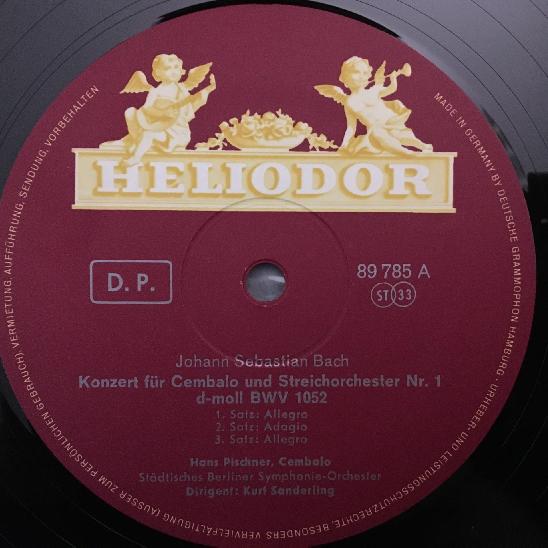 HELIODOR
D. P.
89 785 A
ST 33
Johann Sebastian Bach
Konzert für Cembalo und Streichorchester Nr. 1
d-moll BWV 1052
1. Satz: Allegro
2. Satz: Adagio
3. Satz: Allegro
Hans Pischner, Cembalo
Städtisches Berliner Symphonie-Orchester
Dirigent: Kurt Sanderling
MADE IN GERMANY BY DEUTSCHE GRAMMOPHON HAMBURG · URHEBER- UND LEISTUNGSSCHUTZRECHTE, BESONDERS VERVIELFÄLTIGUNG (AUSSER ZUM PERSÖNLICHEN GEBRAUCH), VERMIETUNG, AUFFÜHRUNG, SENDUNG, VORBEHALTEN